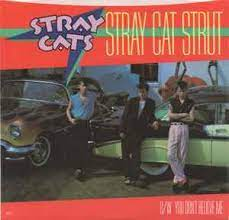 STRAY
CATS
STRAY CAT STRUT
B/W YOU DON'T BELIEVE ME